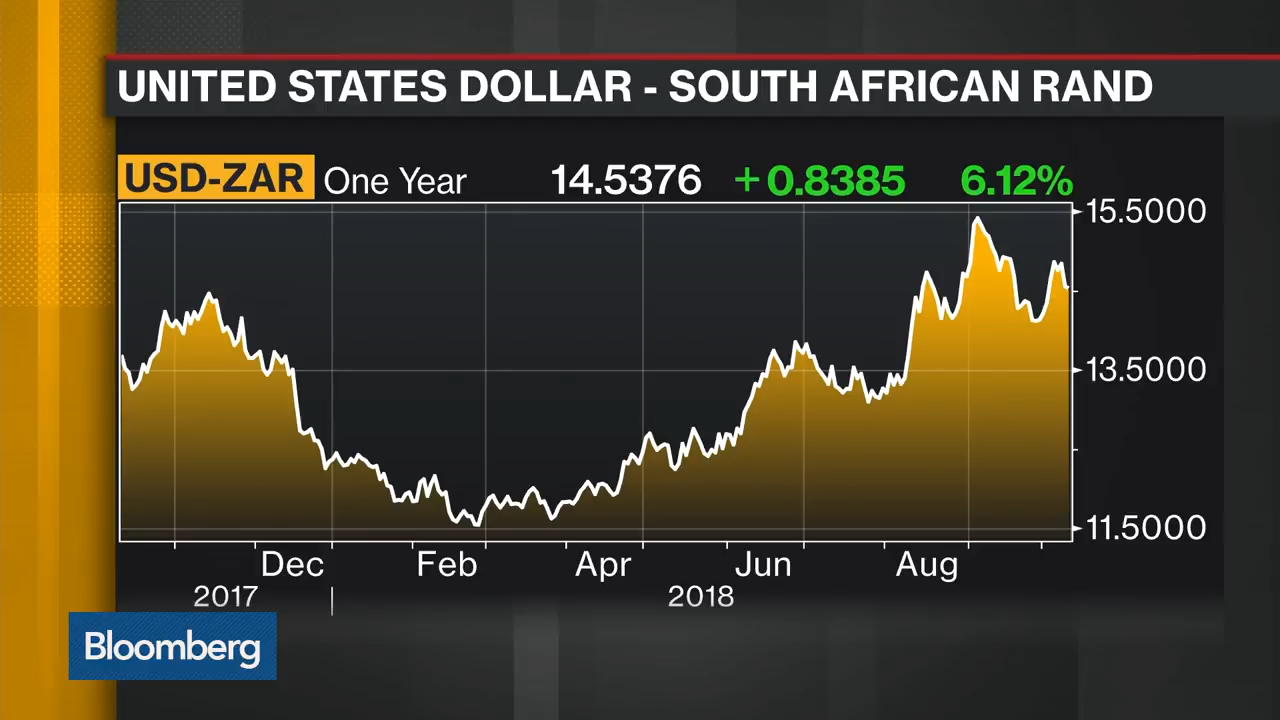 UNITED STATES DOLLAR - SOUTH AFRICAN RAND
USD-ZAR One Year 14.5376 +0.8385 6.12%
15.5000
13.5000
11.5000
Dec Feb Apr Jun Aug
2017 2018
Bloomberg